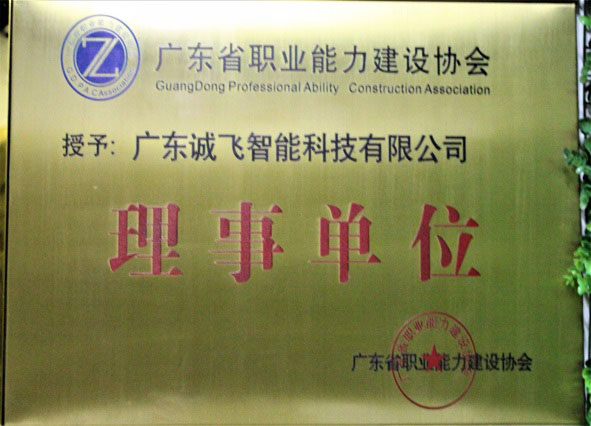 广东省职业能力建设协会
GuangDong Professional Ability Construction Association
授予：广东诚飞智能科技有限公司
理事单位
广东省职业能力建设协会